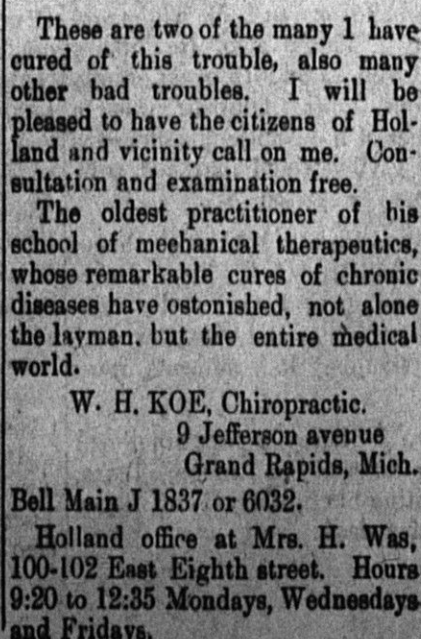 These are two of the many 1 have
cured of this trouble, also many
other bad troubles. I will be
pleased to have the citizens of Hol-
land and vicinity call on me. Con-
sultation and examination free.
The oldest practitioner of his
school of mechanical therapeutics,
whose remarkable cures of chronic
diseases have ostonished, not alone
the layman, but the entire medical
world.
W. H. KOE, Chiropractic.
9 Jefferson avenue
Grand Rapids, Mich.
Bell Main J 1837 or 6032.
Holland office at Mrs. H. Was,
100-102 East Eighth street. Hours
9:20 to 12:35 Mondays, Wednesdays
and Fridays.